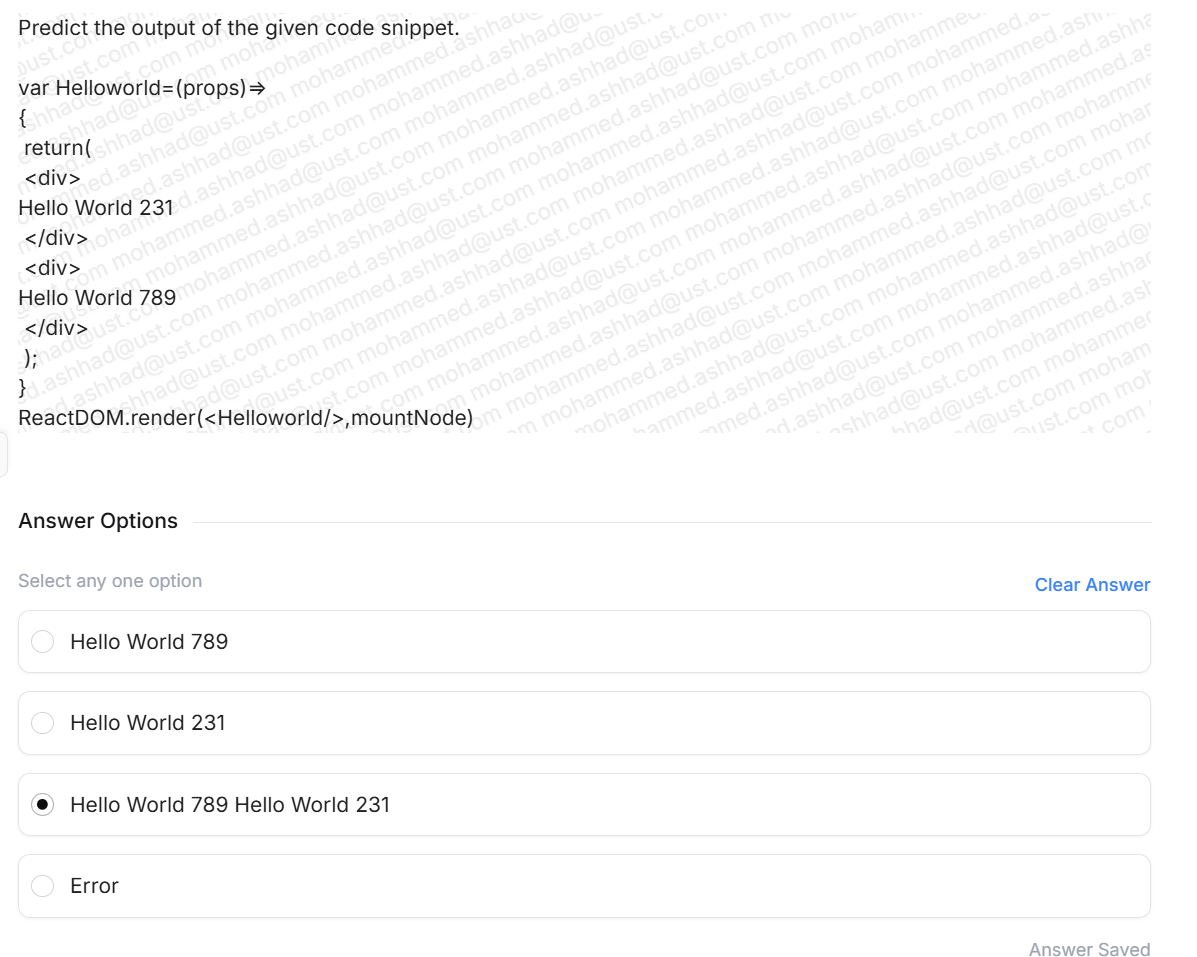 Predict the output of the given code snippet.
var Helloworld=(props)=>
{
return(
<div>
Hello World 231
</div>
<div>
Hello World 789
</div>
);
}
ReactDOM.render(<Helloworld/>,mountNode)
mohammed.ashhad@ust.com
Answer Options
Select any one option
Clear Answer
Hello World 789
Hello World 231
Hello World 789 Hello World 231
Error
Answer Saved